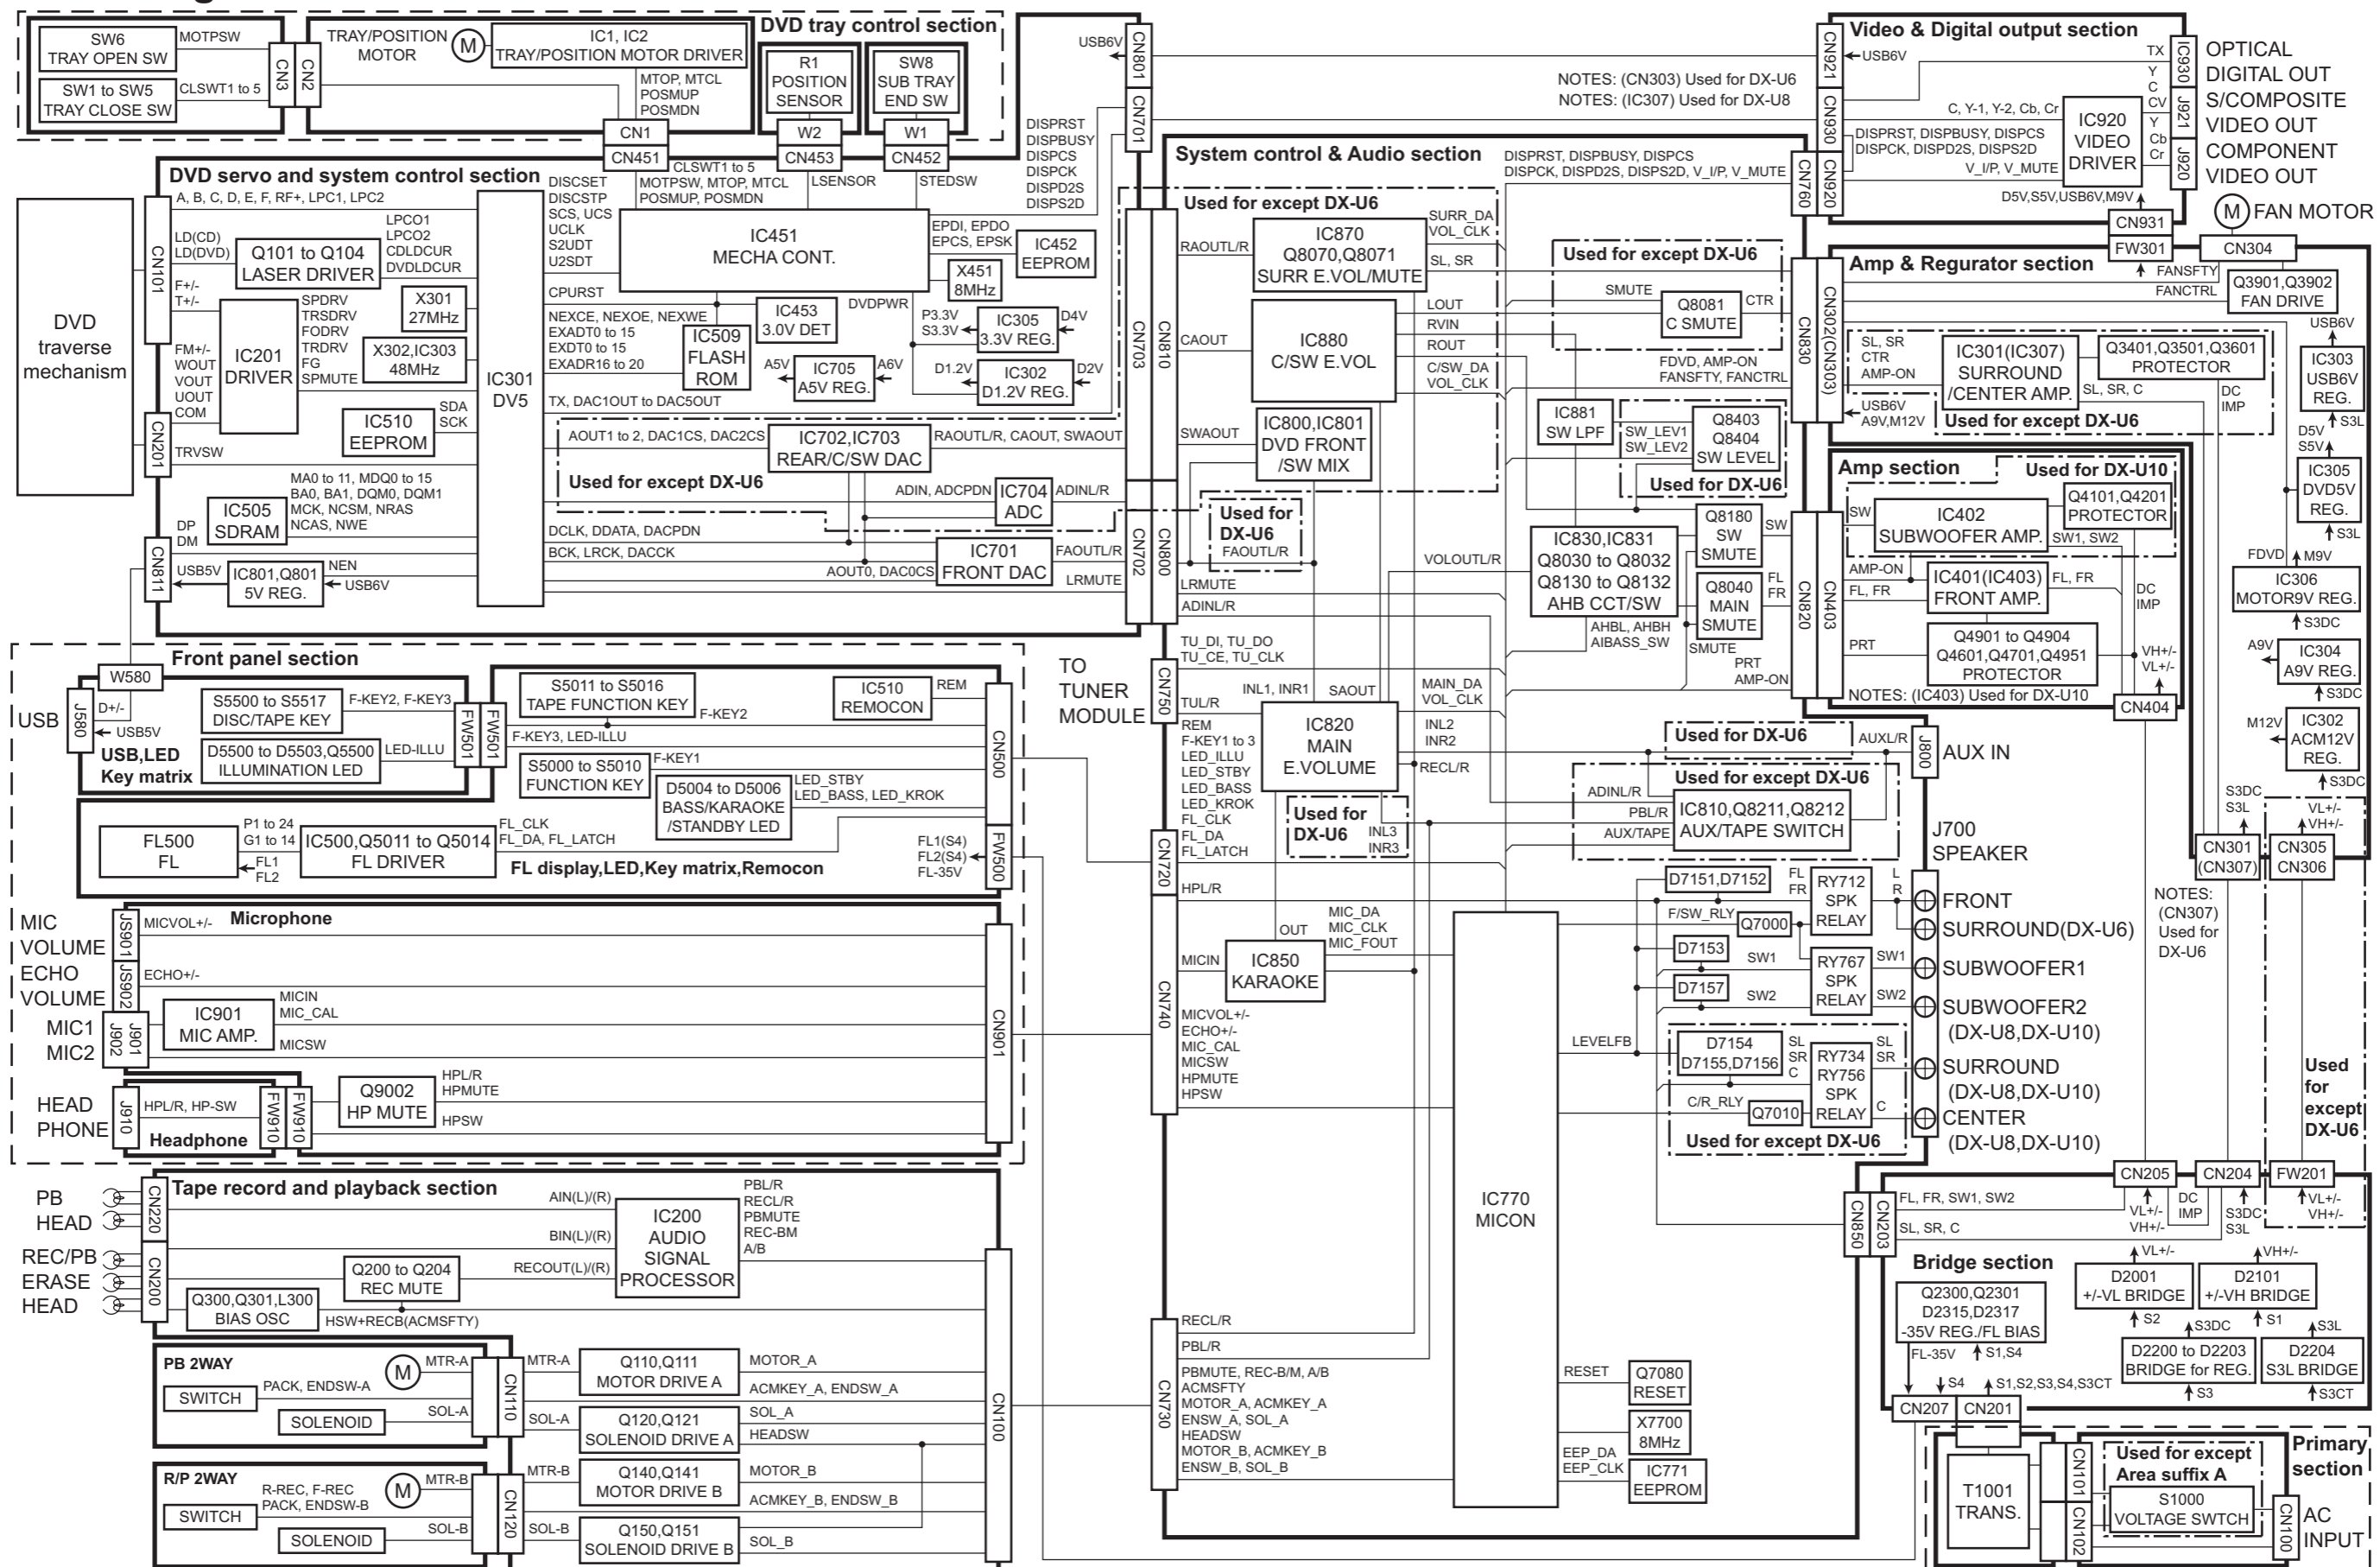 DVD tray control section
SW6
TRAY OPEN SW
MOTPSW
SW1 to SW5
TRAY CLOSE SW
CLSWT1 to 5
CN3
CN2
TRAY/POSITION
MOTOR
M
IC1, IC2
TRAY/POSITION MOTOR DRIVER
MTOP, MTCL
POSMUP
POSMDN
R1
POSITION
SENSOR
SW8
SUB TRAY
END SW
CN1
W2
W1
CN451
CN453
CN452
USB6V
CN801
CN701
DISPRST
DISPBUSY
DISPCS
DISPCK
DISPD2S
DISPS2D
NOTES: (CN303) Used for DX-U6
NOTES: (IC307) Used for DX-U8
Video & Digital output section
CN921
USB6V
TX
IC930
OPTICAL
DIGITAL OUT
CN930
C, Y-1, Y-2, Cb, Cr
IC920
VIDEO
DRIVER
Y
C
CV
Y
Cb
Cr
J921
S/COMPOSITE
VIDEO OUT
J920
COMPONENT
VIDEO OUT
DISPRST, DISPBUSY, DISPCS
DISPCK, DISPD2S, DISPS2D
V_I/P, V_MUTE
CN920
D5V,S5V,USB6V,M9V
CN931
DVD servo and system control section
DVD
traverse
mechanism
CN101
A, B, C, D, E, F, RF+, LPC1, LPC2
LD(CD)
LD(DVD)
Q101 to Q104
LASER DRIVER
LPCO1
LPCO2
CDLDCUR
DVDLDCUR
F+/-
T+/-
FM+/-
WOUT
VOUT
UOUT
COM
IC201
DRIVER
SPDRV
TRSDRV
FODRV
TRDRV
FG
SPMUTE
X301
27MHz
X302,IC303
48MHz
CN201
TRVSW
IC510
EEPROM
SDA
SCK
IC505
SDRAM
MA0 to 11, MDQ0 to 15
BA0, BA1, DQM0, DQM1
MCK, NCSM, NRAS
NCAS, NWE
CN811
DP
DM
USB5V
IC801,Q801
5V REG.
NEN
USB6V
IC301
DV5
DISCSET
DISCSTP
SCS, UCS
UCLK
S2UDT
U2SDT
CLSWT1 to 5
MOTPSW, MTOP, MTCL
POSMUP, POSMDN
LSENSOR
STEDSW
IC451
MECHA CONT.
EPDI, EPDO
EPCS, EPSK
IC452
EEPROM
X451
8MHz
CPURST
NEXCE, NEXOE, NEXWE
EXADT0 to 15
EXDT0 to 15
EXADR16 to 20
IC509
FLASH
ROM
IC453
3.0V DET
DVDPWR
P3.3V
S3.3V
IC305
3.3V REG.
D4V
A5V
IC705
A5V REG.
A6V
D1.2V
IC302
D1.2V REG.
D2V
TX, DAC1OUT to DAC5OUT
AOUT1 to 2, DAC1CS, DAC2CS
IC702,IC703
REAR/C/SW DAC
RAOUTL/R, CAOUT, SWAOUT
Used for except DX-U6
ADIN, ADCPDN
IC704
ADC
ADINL/R
DCLK, DDATA, DACPDN
BCK, LRCK, DACCK
AOUT0, DAC0CS
IC701
FRONT DAC
FAOUTL/R
LRMUTE
CN703
CN702
System control & Audio section
CN810
CN800
Used for except DX-U6
RAOUTL/R
IC870
Q8070,Q8071
SURR E.VOL/MUTE
SURR_DA
VOL_CLK
SL, SR
CAOUT
IC880
C/SW E.VOL
LOUT
RVIN
ROUT
C/SW_DA
VOL_CLK
SWAOUT
IC800,IC801
DVD FRONT
/SW MIX
Used for
DX-U6
FAOUTL/R
LRMUTE
ADINL/R
VOLOUTL/R
DISPRST, DISPBUSY, DISPCS
DISPCK, DISPD2S, DISPS2D, V_I/P, V_MUTE
CN760
Used for except DX-U6
SMUTE
Q8081
C SMUTE
CTR
FDVD, AMP-ON
FANSFTY, FANCTRL
CN830
IC881
SW LPF
SW_LEV1
SW_LEV2
Q8403
Q8404
SW LEVEL
Used for DX-U6
IC830,IC831
Q8030 to Q8032
Q8130 to Q8132
AHB CCT/SW
Q8180
SW
SMUTE
SW
Q8040
MAIN
SMUTE
FL
FR
AHBL, AHBH
AIBASS_SW
SMUTE
PRT
AMP-ON
CN820
FW301
CN304
M
FAN MOTOR
Amp & Regurator section
FANSFTY
FANCTRL
Q3901,Q3902
FAN DRIVE
CN302(CN303)
SL, SR
CTR
AMP-ON
IC301(IC307)
SURROUND
/CENTER AMP.
Q3401,Q3501,Q3601
PROTECTOR
SL, SR, C
DC
IMP
USB6V
A9V,M12V
Used for except DX-U6
USB6V
IC303
USB6V
REG.
S3L
D5V
S5V
IC305
DVD5V
REG.
S3L
FDVD
M9V
IC306
MOTOR9V REG.
S3DC
A9V
IC304
A9V REG.
S3DC
M12V
IC302
ACM12V
REG.
S3DC
Amp section
Used for DX-U10
CN403
SW
IC402
SUBWOOFER AMP.
Q4101,Q4201
PROTECTOR
SW1, SW2
AMP-ON
FL, FR
IC401(IC403)
FRONT AMP.
FL, FR
DC
IMP
PRT
Q4901 to Q4904
Q4601,Q4701,Q4951
PROTECTOR
VH+/-
VL+/-
NOTES: (IC403) Used for DX-U10
CN404
Front panel section
W580
USB
J580
D+/-
USB5V
S5500 to S5517
DISC/TAPE KEY
F-KEY2, F-KEY3
D5500 to D5503,Q5500
ILLUMINATION LED
LED-ILLU
USB,LED
Key matrix
FW501
FW501
S5011 to S5016
TAPE FUNCTION KEY
IC510
REMOCON
REM
F-KEY2
F-KEY3, LED-ILLU
S5000 to S5010
FUNCTION KEY
F-KEY1
D5004 to D5006
BASS/KARAOKE
/STANDBY LED
LED_STBY
LED_BASS, LED_KROK
CN500
FL500
FL
P1 to 24
G1 to 14
FL1
FL2
IC500,Q5011 to Q5014
FL DRIVER
FL_CLK
FL_DA, FL_LATCH
FL display,LED,Key matrix,Remocon
FL1(S4)
FL2(S4)
FL-35V
FW500
MIC
VOLUME
JS901
MICVOL+/-
Microphone
ECHO
VOLUME
JS902
ECHO+/-
MIC1
MIC2
J901
J902
IC901
MIC AMP.
MICIN
MIC_CAL
MICSW
CN901
HEAD
PHONE
J910
HPL/R, HP-SW
Headphone
FW910
FW910
Q9002
HP MUTE
HPL/R
HPMUTE
HPSW
TO
TUNER
MODULE
CN750
TU_DI, TU_DO
TU_CE, TU_CLK
TUL/R
INL1, INR1
SAOUT
MAIN_DA
VOL_CLK
IC820
MAIN
E.VOLUME
INL2
INR2
RECL/R
REM
F-KEY1 to 3
LED_ILLU
LED_STBY
LED_BASS
LED_KROK
FL_CLK
FL_DA
FL_LATCH
CN720
Used for
DX-U6
INL3
INR3
Used for DX-U6
AUXL/R
J800
AUX IN
Used for except DX-U6
ADINL/R
PBL/R
AUX/TAPE
IC810,Q8211,Q8212
AUX/TAPE SWITCH
HPL/R
CN740
OUT
MICIN
IC850
KARAOKE
MIC_DA
MIC_CLK
MIC_FOUT
MICVOL+/-
ECHO+/-
MIC_CAL
MICSW
HPMUTE
HPSW
IC770
MICON
J700
SPEAKER
D7151,D7152
FL
FR
RY712
SPK
RELAY
L
R
F/SW_RLY
Q7000
D7153
SW1
D7157
SW2
RY767
SPK
RELAY
SW1
SW2
LEVELFB
D7154
D7155,D7156
SL
SR
C
RY734
RY756
SPK
RELAY
SL
SR
C
C/R_RLY
Q7010
Used for except DX-U6
FRONT
SURROUND(DX-U6)
SUBWOOFER1
SUBWOOFER2
(DX-U8,DX-U10)
SURROUND
(DX-U8,DX-U10)
CENTER
(DX-U8,DX-U10)
S3DC
S3L
VL+/-
VH+/-
CN301
(CN307)
CN305
CN306
NOTES:
(CN307)
Used for
DX-U6
Used
for
except
DX-U6
Tape record and playback section
PB
HEAD
CN220
REC/PB
ERASE
HEAD
CN200
AIN(L)/(R)
BIN(L)/(R)
RECOUT(L)/(R)
IC200
AUDIO
SIGNAL
PROCESSOR
PBL/R
RECL/R
PBMUTE
REC-BM
A/B
Q200 to Q204
REC MUTE
Q300,Q301,L300
BIAS OSC
HSW+RECB(ACMSFTY)
PB 2WAY
M
MTR-A
SWITCH
PACK, ENDSW-A
SOLENOID
SOL-A
CN110
MTR-A
Q110,Q111
MOTOR DRIVE A
MOTOR_A
ACMKEY_A, ENDSW_A
SOL-A
Q120,Q121
SOLENOID DRIVE A
SOL_A
HEADSW
R/P 2WAY
M
MTR-B
R-REC, F-REC
PACK, ENDSW-B
SWITCH
SOLENOID
SOL-B
CN120
MTR-B
Q140,Q141
MOTOR DRIVE B
MOTOR_B
ACMKEY_B, ENDSW_B
SOL-B
Q150,Q151
SOLENOID DRIVE B
SOL_B
CN100
CN730
RECL/R
PBL/R
PBMUTE, REC-B/M, A/B
ACMSFTY
MOTOR_A, ACMKEY_A
ENSW_A, SOL_A
HEADSW
MOTOR_B, ACMKEY_B
ENSW_B, SOL_B
RESET
Q7080
RESET
X7700
8MHz
EEP_DA
EEP_CLK
IC771
EEPROM
CN850
CN203
CN205
CN204
FW201
FL, FR, SW1, SW2
SL, SR, C
VL+/-
VH+/-
DC
IMP
S3DC
S3L
VL+/-
VH+/-
Bridge section
Q2300,Q2301
D2315,D2317
-35V REG./FL BIAS
FL-35V
S1,S4
VL+/-
D2001
+/-VL BRIDGE
S2
VH+/-
D2101
+/-VH BRIDGE
S1
S3DC
D2200 to D2203
BRIDGE for REG.
S3
S3L
D2204
S3L BRIDGE
S3CT
S4
S1,S2,S3,S4,S3CT
CN207
CN201
Primary
section
T1001
TRANS.
CN101
CN102
Used for except
Area suffix A
S1000
VOLTAGE SWTCH
CN100
AC
INPUT